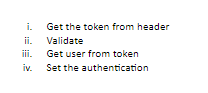 i. Get the token from header
ii. Validate
iii. Get user from token
iv. Set the authentication